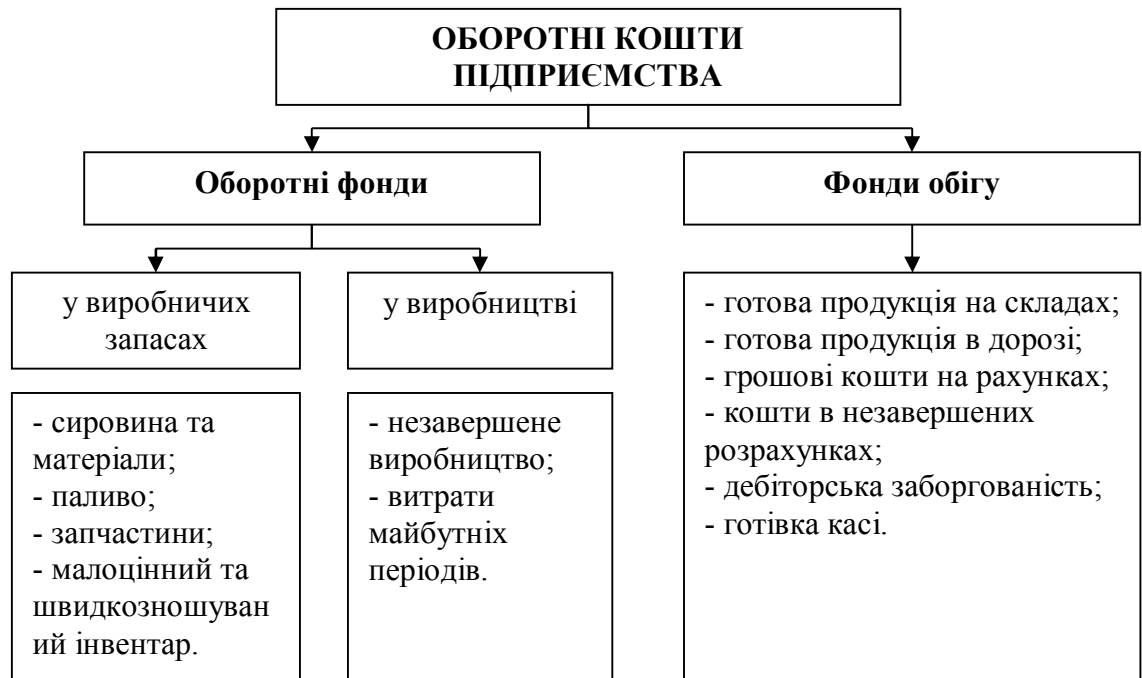 ОБОРОТНІ КОШТИ
ПІДПРИЄМСТВА
Оборотні фонди
Фонди обігу
у виробничих
запасах
у виробництві
- сировина та
матеріали;
- паливо;
- запчастини;
- малоцінний та
швидкозношуван
ий інвентар.
- незавершене
виробництво;
- витрати
майбутніх
періодів.
- готова продукція на складах;
- готова продукція в дорозі;
- грошові кошти на рахунках;
- кошти в незавершених
розрахунках;
- дебіторська заборгованість;
- готівка касі.